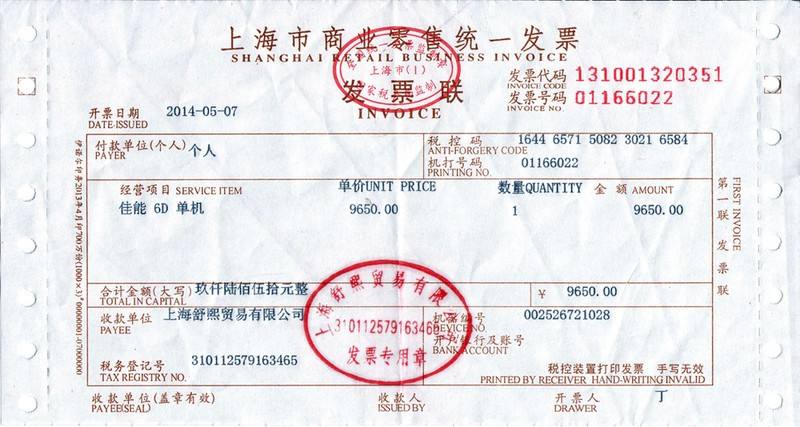 上海市商业零售统一发票
SHANGHAI RETAIL BUSINESS INVOICE
发票联
INVOICE
发票代码 131001320351
INVOICE CODE
发票号码 01166022
INVOICE NO.
开票日期 2014-05-07
DATE ISSUED
付款单位(个人) 个人
PAYER
税控码 1644 6571 5082 3021 6584
ANTI-FORGERY CODE
机打号码 01166022
PRINTING NO.
经营项目 SERVICE ITEM 单价UNIT PRICE 数量QUANTITY 金额 AMOUNT
佳能 6D 单机 9650.00 1 9650.00
合计金额(大写) 玖仟陆佰伍拾元整 ¥ 9650.00
TOTAL IN CAPITAL
收款单位 上海舒熙贸易有限公司
PAYEE
机器编号 002526721028
DEVICE NO.
开户银行及账号
BANK ACCOUNT
税务登记号 310112579163465
TAX REGISTRY NO.
税控装置打印发票 手写无效
PRINTED BY RECEIVER HAND-WRITING INVALID
收款单位(盖章有效) 收款人 开票人 丁
PAYEE(SEAL) ISSUED BY DRAWER
第一联 发票联
FIRST INVOICE
上海市(1)
国家税务局监制
上海舒熙贸易有限公司
310112579163465
发票专用章